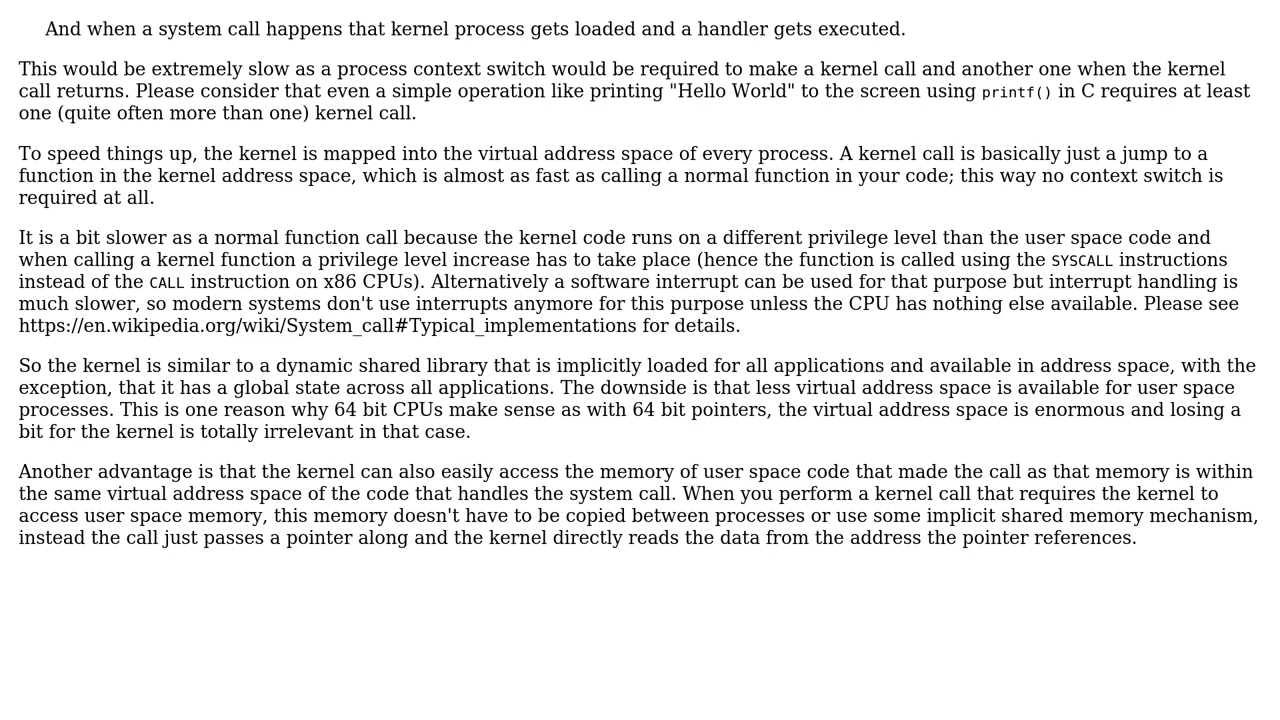 And when a system call happens that kernel process gets loaded and a handler gets executed.
This would be extremely slow as a process context switch would be required to make a kernel call and another one when the kernel
call returns. Please consider that even a simple operation like printing "Hello World" to the screen using printf() in C requires at least
one (quite often more than one) kernel call.
To speed things up, the kernel is mapped into the virtual address space of every process. A kernel call is basically just a jump to a
function in the kernel address space, which is almost as fast as calling a normal function in your code; this way no context switch is
required at all.
It is a bit slower as a normal function call because the kernel code runs on a different privilege level than the user space code and
when calling a kernel function a privilege level increase has to take place (hence the function is called using the SYSCALL instructions
instead of the CALL instruction on x86 CPUs). Alternatively a software interrupt can be used for that purpose but interrupt handling is
much slower, so modern systems don't use interrupts anymore for this purpose unless the CPU has nothing else available. Please see
https://en.wikipedia.org/wiki/System_call#Typical_implementations for details.
So the kernel is similar to a dynamic shared library that is implicitly loaded for all applications and available in address space, with the
exception, that it has a global state across all applications. The downside is that less virtual address space is available for user space
processes. This is one reason why 64 bit CPUs make sense as with 64 bit pointers, the virtual address space is enormous and losing a
bit for the kernel is totally irrelevant in that case.
Another advantage is that the kernel can also easily access the memory of user space code that made the call as that memory is within
the same virtual address space of the code that handles the system call. When you perform a kernel call that requires the kernel to
access user space memory, this memory doesn't have to be copied between processes or use some implicit shared memory mechanism,
instead the call just passes a pointer along and the kernel directly reads the data from the address the pointer references.